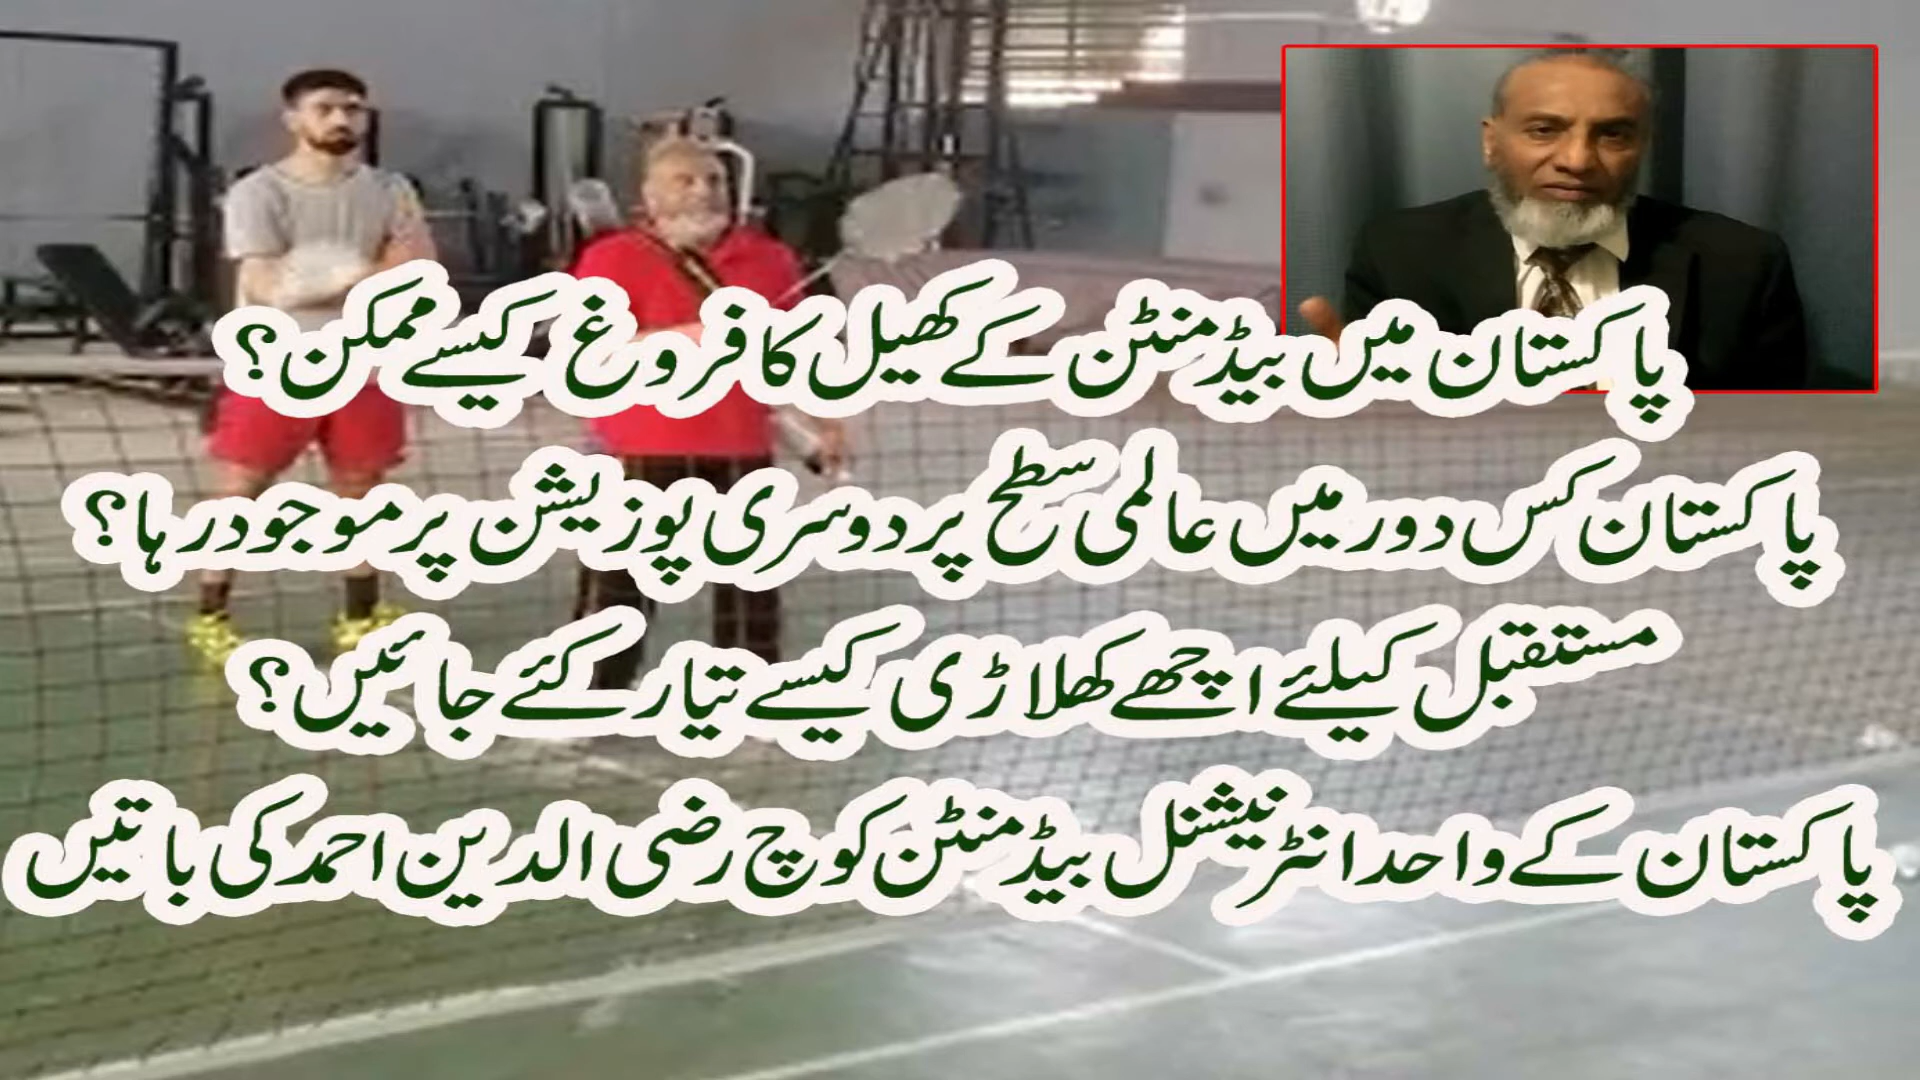 پاکستان میں بیڈمنٹن کے کھیل کا فروغ کیسے ممکن؟
پاکستان کس دور میں عالمی سطح پر دوسری پوزیشن پر موجود رہا؟
مستقبل کیلئے اچھے کھلاڑی کیسے تیار کئے جائیں؟
پاکستان کے واحد انٹرنیشنل بیڈمنٹن کوچ رضی الدین احمد کی باتیں